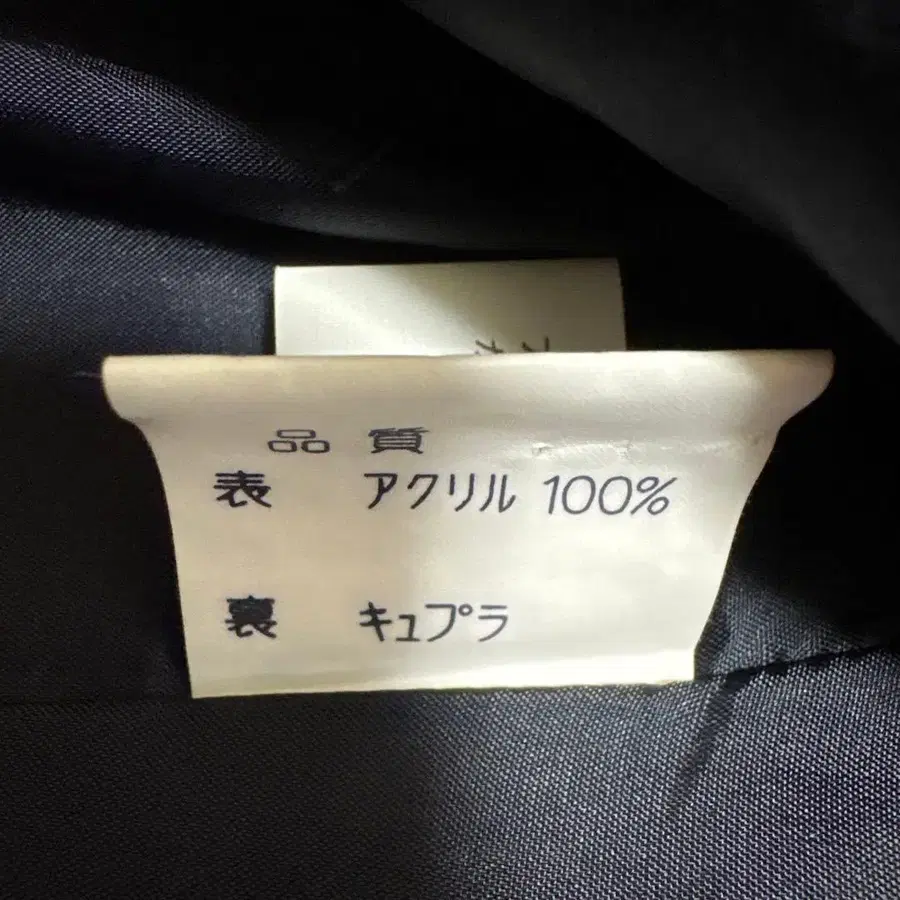 品質
表 アクリル 100%
裏 キュプラ